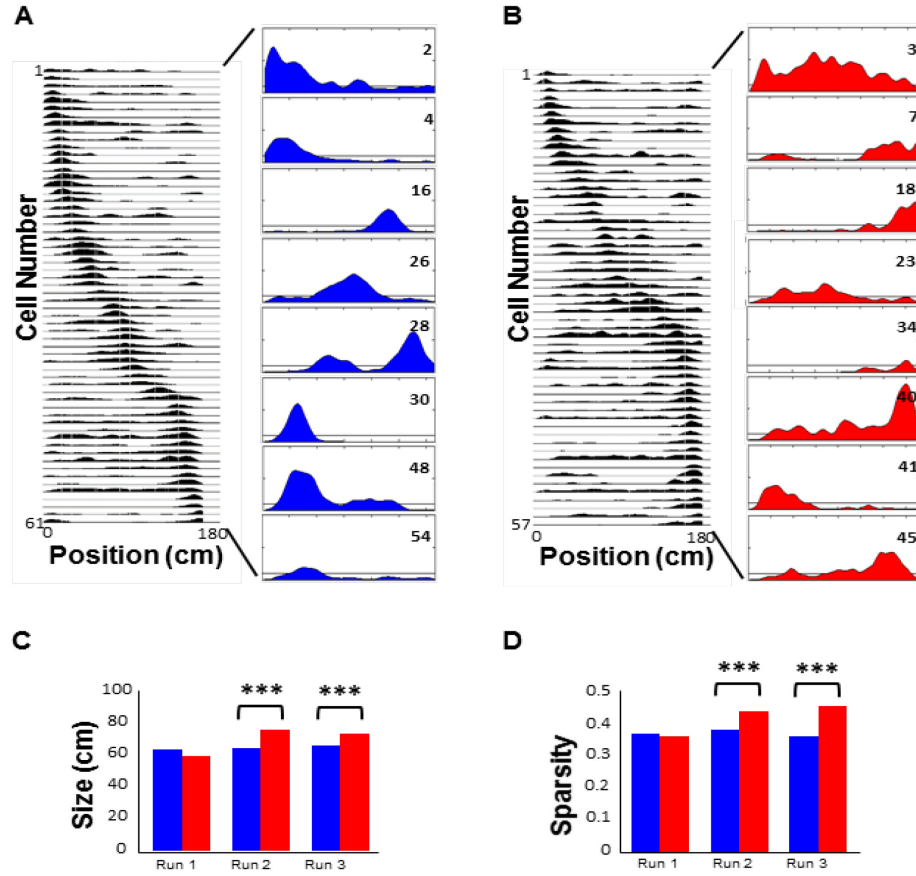 A
1
Cell Number
61
0
180
Position (cm)
2
4
16
26
28
30
48
54
B
1
Cell Number
57
0
180
Position (cm)
3
7
18
23
34
40
41
45
C
Size (cm)
100
80
60
40
20
0
***
***
Run 1
Run 2
Run 3
D
Sparsity
0.5
0.4
0.3
0.2
0.1
0
***
***
Run 1
Run 2
Run 3